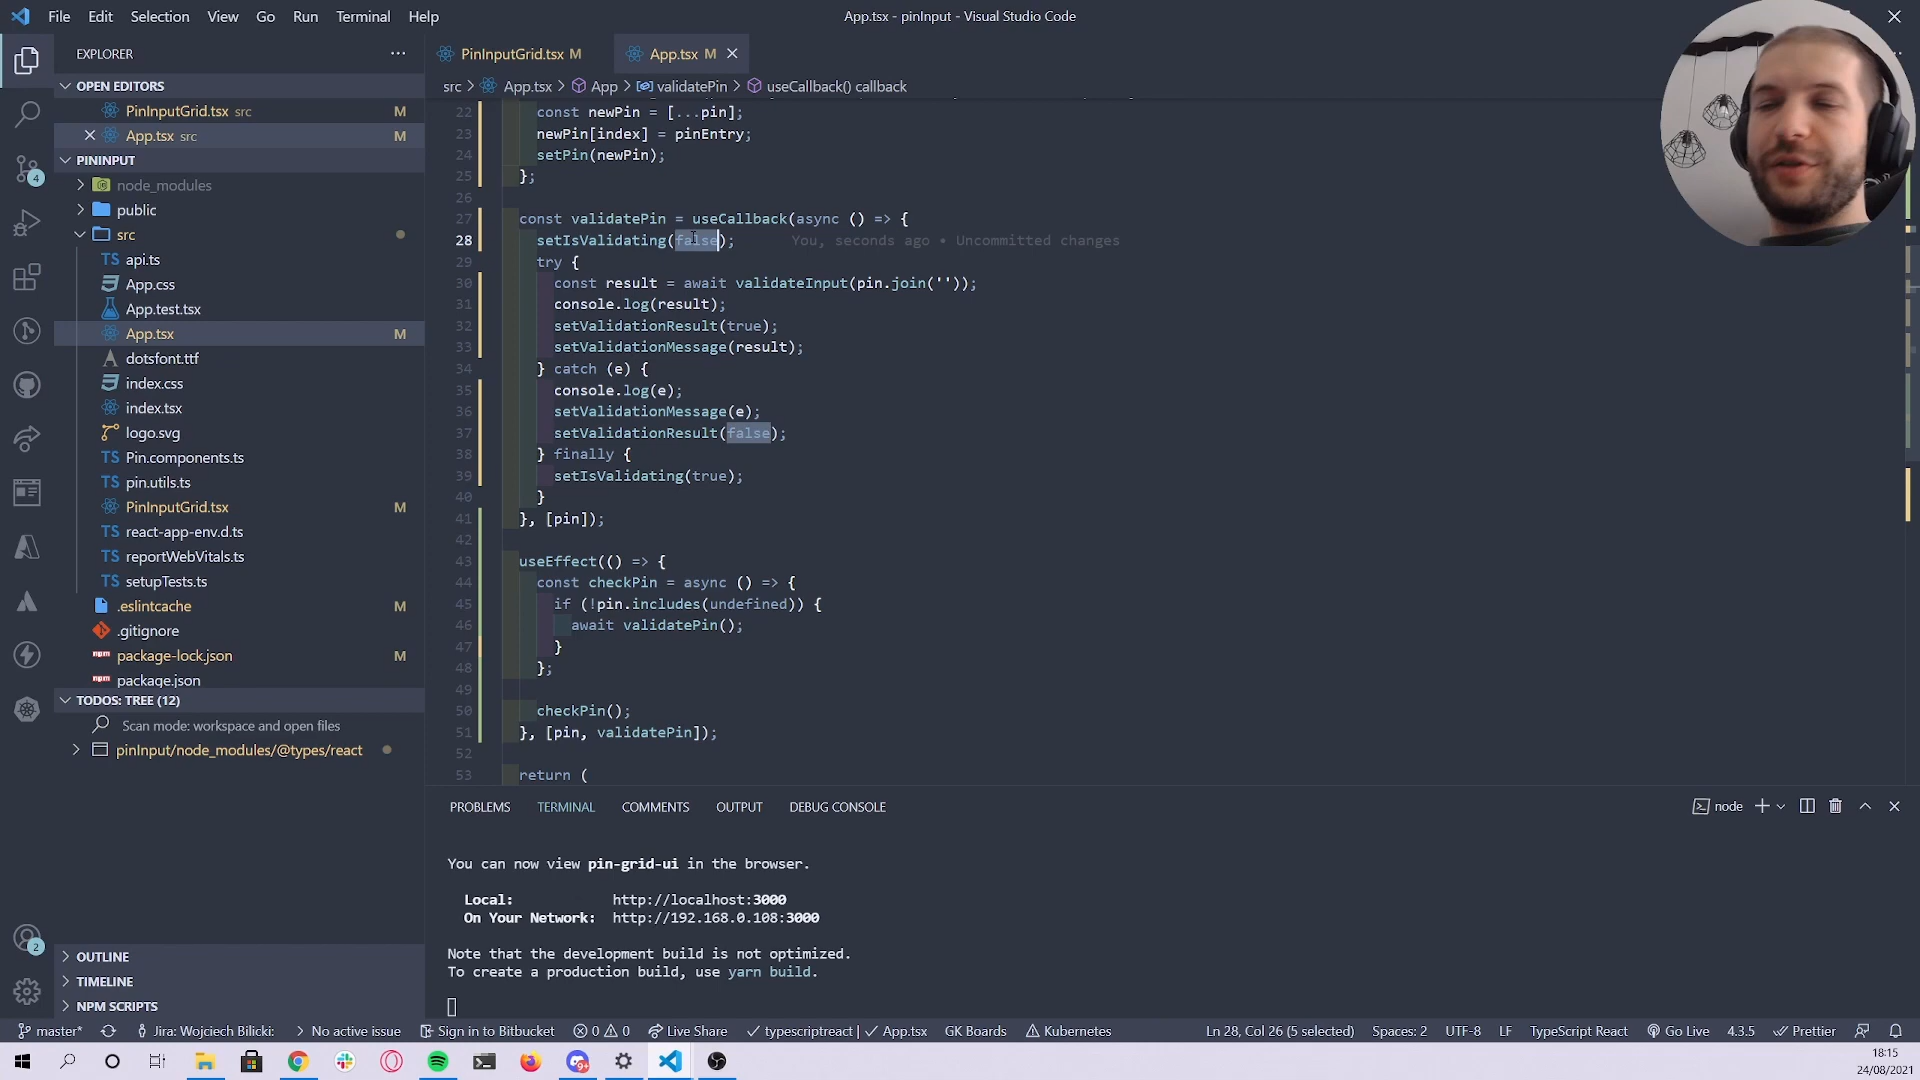 File Edit Selection View Go Run Terminal Help
App.tsx - pinInput - Visual Studio Code
EXPLORER
OPEN EDITORS
PinInputGrid.tsx src M
App.tsx src M
PININPUT
node_modules
public
src
api.ts
App.css
App.test.tsx
App.tsx M
dotsfont.ttf
index.css
index.tsx
logo.svg
Pin.components.ts
pin.utils.ts
PinInputGrid.tsx M
react-app-env.d.ts
reportWebVitals.ts
setupTests.ts
.eslintcache M
.gitignore
package-lock.json M
package.json
TODOS: TREE (12)
Scan mode: workspace and open files
pinInput/node_modules/@types/react
OUTLINE
TIMELINE
NPM SCRIPTS
4
2
PinInputGrid.tsx M
App.tsx M
src > App.tsx > App > validatePin > useCallback() callback
22 const newPin = [...pin];
23 newPin[index] = pinEntry;
24 setPin(newPin);
25 };
26
27 const validatePin = useCallback(async () => {
28 setIsValidating(false); You, seconds ago • Uncommitted changes
29 try {
30 const result = await validateInput(pin.join(''));
31 console.log(result);
32 setValidationResult(true);
33 setValidationMessage(result);
34 } catch (e) {
35 console.log(e);
36 setValidationMessage(e);
37 setValidationResult(false);
38 } finally {
39 setIsValidating(true);
40 }
41 }, [pin]);
42
43 useEffect(() => {
44 const checkPin = async () => {
45 if (!pin.includes(undefined)) {
46 await validatePin();
47 }
48 };
49
50 checkPin();
51 }, [pin, validatePin]);
52
53 return (
PROBLEMS TERMINAL COMMENTS OUTPUT DEBUG CONSOLE
node
You can now view pin-grid-ui in the browser.
Local: http://localhost:3000
On Your Network: http://192.168.0.108:3000
Note that the development build is not optimized.
To create a production build, use yarn build.
master* Jira: Wojciech Bilicki: No active issue Sign in to Bitbucket 0 0 Live Share typescriptreact | App.tsx GK Boards Kubernetes
Ln 28, Col 26 (5 selected) Spaces: 2 UTF-8 LF TypeScript React Go Live 4.3.5 Prettier
9+
18:15
24/08/2021